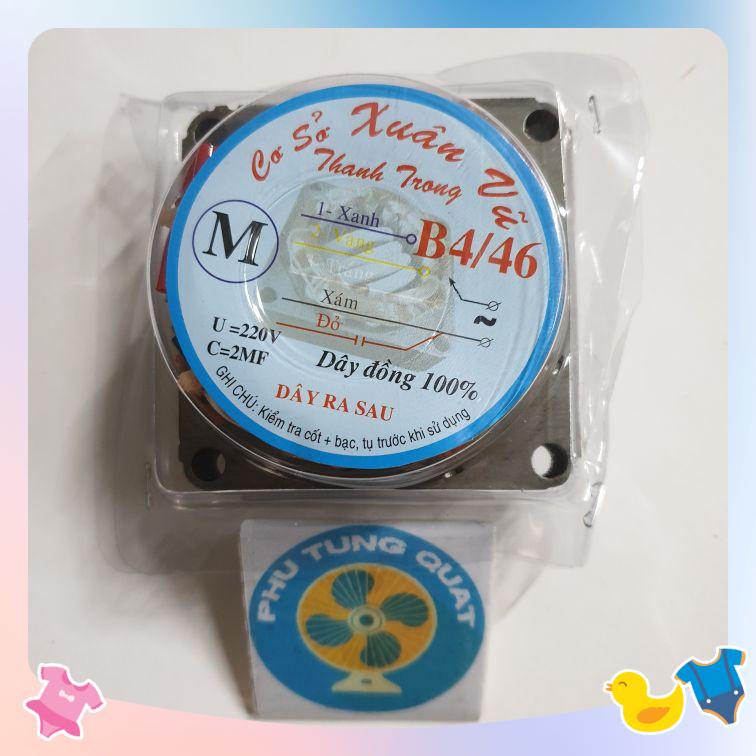 Cơ Sở Xuân Vũ
Thanh Trong
M
B4/46
1- Xanh
2- Vàng
Trắng
Xám
Đỏ
~
U =220V
C=2MF
Dây đồng 100%
DÂY RA SAU
GHI CHÚ: Kiểm tra cốt + bạc, tụ trước khi sử dụng
PHU TUNG QUAT